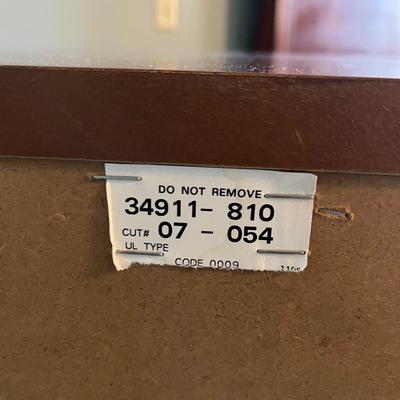 DO NOT REMOVE
34911- 810
CUT# 07 - 054
UL TYPE
CODE 0009